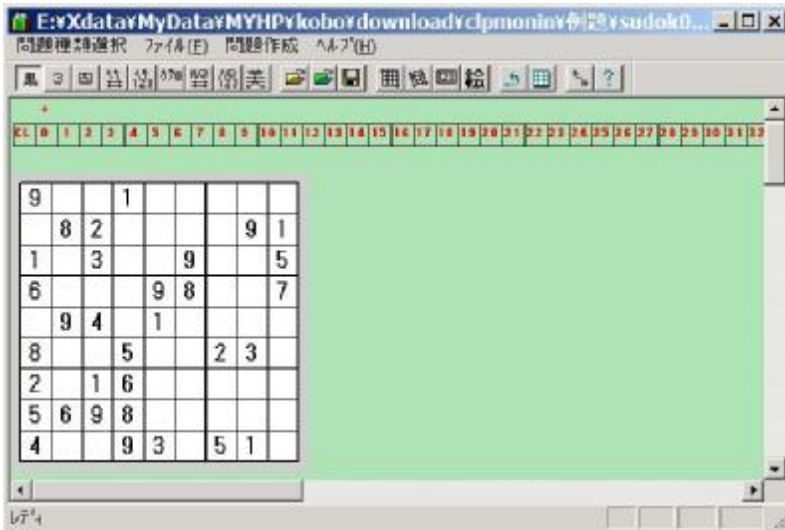 E:¥Xdata¥MyData¥MYHP¥kobo¥download¥clpmonin¥例題¥sudok0...
問題種類選択 ファイル(F) 問題作成 ヘルプ(H)
CL 0 1 2 3 4 5 6 7 8 9 10 11 12 13 14 15 16 17 18 19 20 21 22 23 24 25 26 27 28 29 30 31 32
9 1
8 2 9 1
1 3 9 5
6 9 8 7
9 4 1
8 5 2 3
2 1 6
5 6 9 8
4 9 3 5 1
レディ